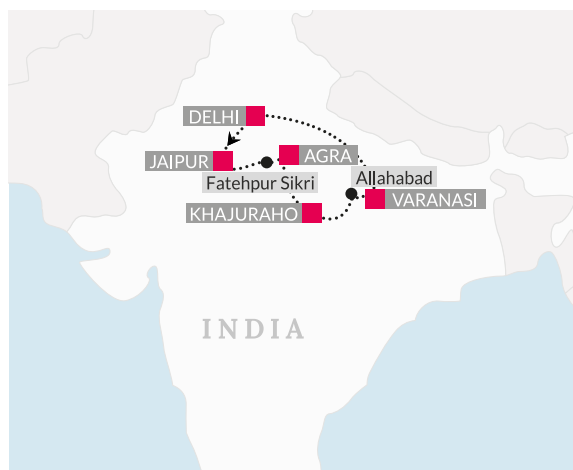 DELHI
JAIPUR
AGRA
Fatehpur Sikri
Allahabad
KHAJURAHO
VARANASI
INDIA